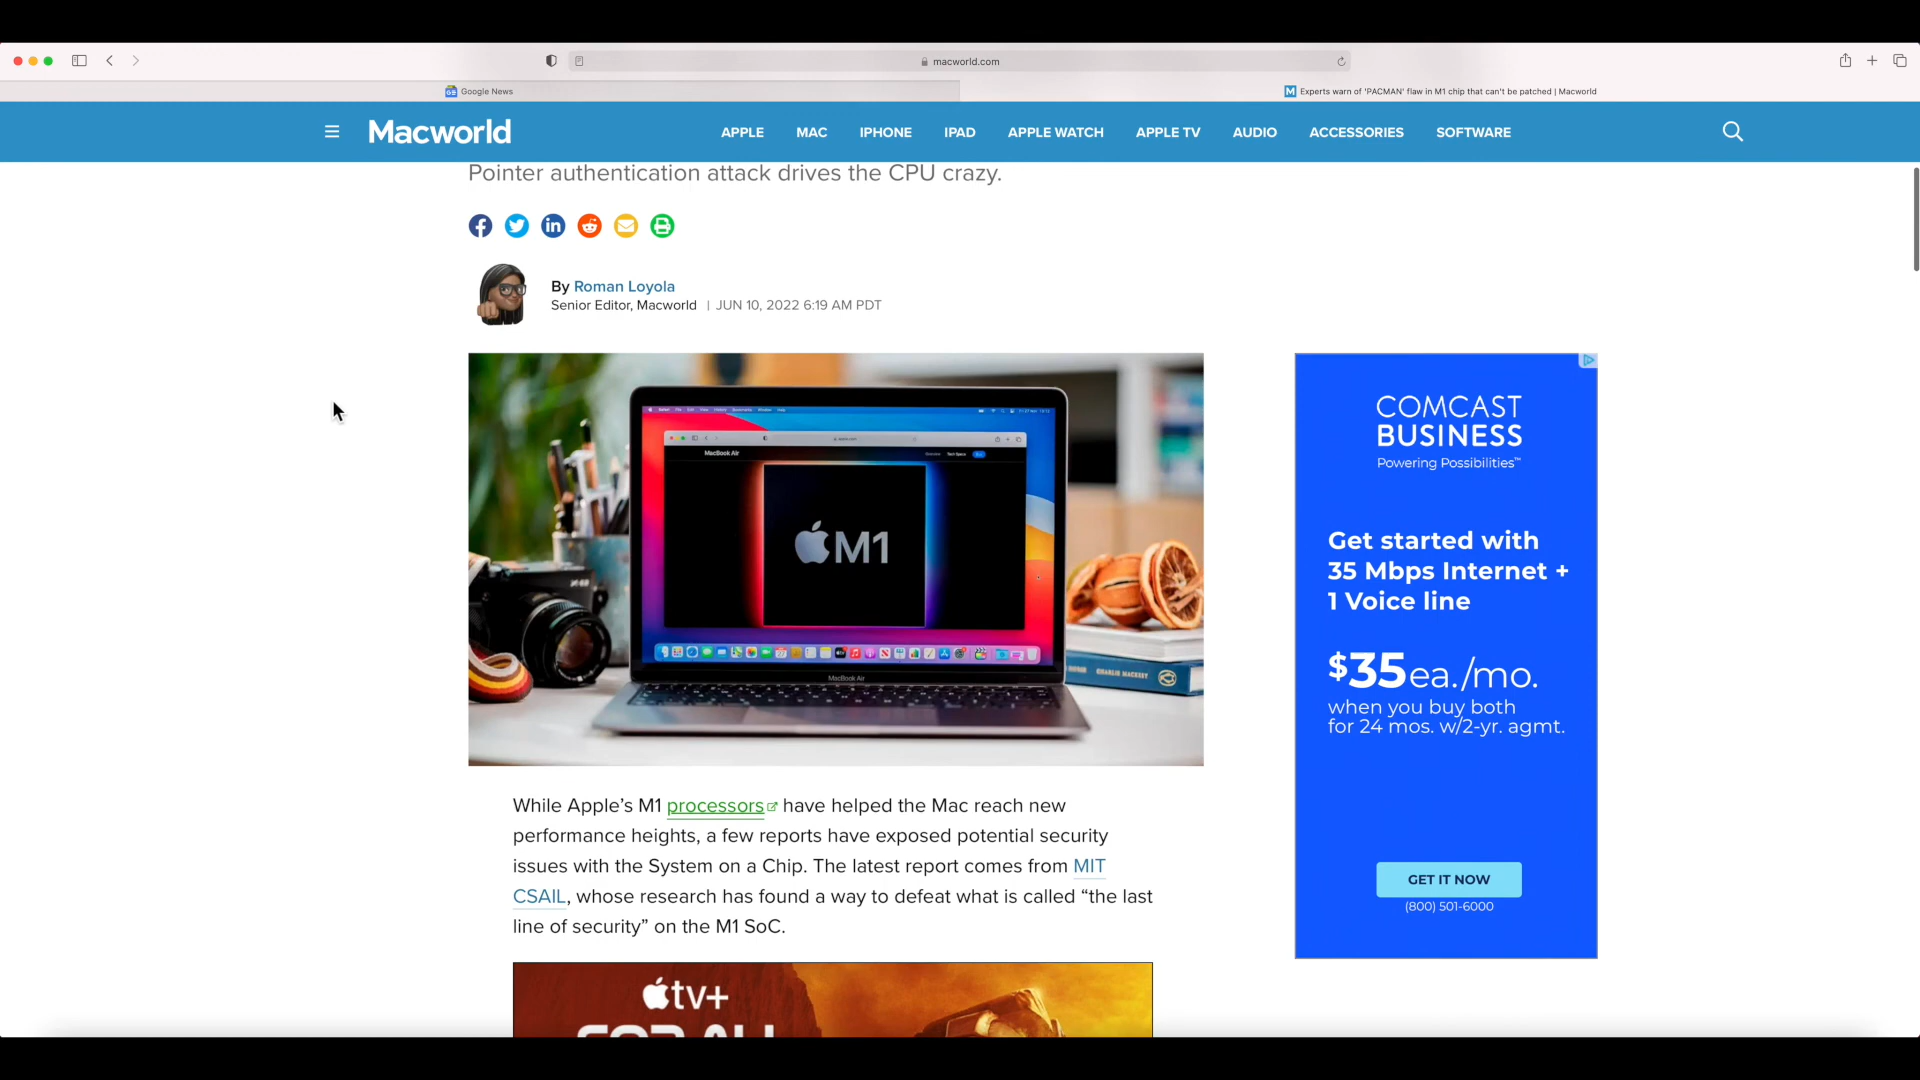 macworld.com
Google News
Experts warn of 'PACMAN' flaw in M1 chip that can't be patched | Macworld
Macworld
APPLE MAC IPHONE IPAD APPLE WATCH APPLE TV AUDIO ACCESSORIES SOFTWARE
Pointer authentication attack drives the CPU crazy.
By Roman Loyola
Senior Editor, Macworld | JUN 10, 2022 6:19 AM PDT
MacBook Air
M1
MacBook Air
CHARLIE MACKESY
While Apple’s M1 processors have helped the Mac reach new
performance heights, a few reports have exposed potential security
issues with the System on a Chip. The latest report comes from MIT
CSAIL, whose research has found a way to defeat what is called “the last
line of security” on the M1 SoC.
tv+
COMCAST
BUSINESS
Powering Possibilities™
Get started with
35 Mbps Internet +
1 Voice line
$35 ea./mo.
when you buy both
for 24 mos. w/2-yr. agmt.
GET IT NOW
(800) 501-6000